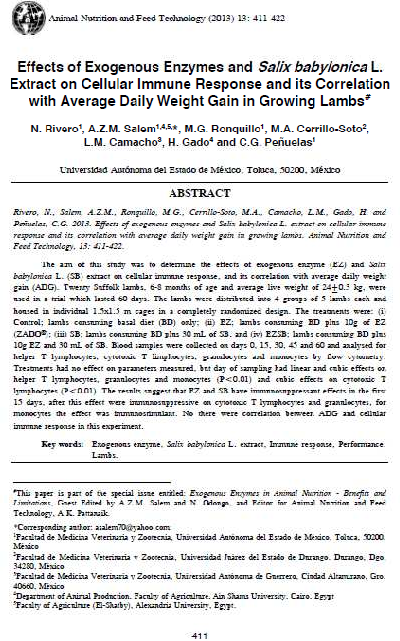 Animal Nutrition and Feed Technology (2013) 13: 411-422
Effects of Exogenous Enzymes and Salix babylonica L.
Extract on Cellular Immune Response and its Correlation
with Average Daily Weight Gain in Growing Lambs#
N. Rivero1, A.Z.M. Salem1,4,5,*, M.G. Ronquillo1, M.A. Cerrillo-Soto2,
L.M. Camacho3, H. Gado4 and C.G. Peñuelas1
Universidad Autónoma del Estado de México, Toluca, 50200, México
ABSTRACT
Rivero, N., Salem, A.Z.M., Ronquillo, M.G., Cerrillo-Soto, M.A., Camacho, L.M., Gado, H. and
Peñuelas, C.G. 2013. Effects of exogenous enzymes and Salix babylonica L. extract on cellular immune
response and its correlation with average daily weight gain in growing lambs. Animal Nutrition and
Feed Technology, 13: 411-422.
The aim of this study was to determine the effects of exogenous enzyme (EZ) and Salix
babylonica L. (SB) extract on cellular immune response, and its correlation with average daily weight
gain (ADG). Twenty Suffolk lambs, 6-8 months of age and average live weight of 24±0.3 kg, were
used in a trial which lasted 60 days. The lambs were distributed into 4 groups of 5 lambs each and
housed in individual 1.5x1.5 m cages in a completely randomized design. The treatments were: (i)
Control; lambs consuming basal diet (BD) only; (ii) EZ; lambs consuming BD plus 10g of EZ
(ZADO®); (iii) SB; lambs consuming BD plus 30 mL of SB, and (iv) EZSB; lambs consuming BD plus
10g EZ and 30 mL of SB. Blood samples were collected on days 0, 15, 30, 45 and 60 and analysed for
helper T lymphocytes, cytotoxic T limphocytes, granulocytes and monocytes by flow cytometry.
Treatments had no effect on parameters measured, but day of sampling had linear and cubic effects on
helper T lymphocytes, granulocytes and monocytes (P<0.01) and cubic effects on cytotoxic T
lymphocytes (P<0.01). The results suggest that EZ and SB have immunosuppressant effects in the first
15 days, after this effect were immunosuppressive on cytotoxic T lymphocytes and granulocytes, for
monocytes the effect was immunostimulant. No there were correlation between ADG and cellular
immune response in this experiment.
Key words: Exogenous enzyme, Salix babylonica L. extract, Immune response, Performance,
Lambs.
#This paper is part of the special issue entitled: Exogenous Enzymes in Animal Nutrition - Benefits and
Limitations, Guest Edited by A.Z.M. Salem and N. Odongo, and Editor for Animal Nutrition and Feed
Technology, A.K. Pattanaik.
*Corresponding author: asalem70@yahoo.com
1Facultad de Medicina Veterinaria y Zootecnia, Universidad Autónoma del Estado de México, Toluca, 50200,
México
2Facultad de Medicina Veterinaria y Zootecnia, Universidad Juárez del Estado de Durango, Durango, Dgo.
34280, México
3Facultad de Medicina Veterinaria y Zootecnia, Universidad Autónoma de Guerrero, Ciudad Altamirano, Gro.
40660, México
4Department of Animal Production, Faculty of Agriculture, Ain Shams University, Cairo, Egypt
5Faculty of Agriculture (El-Shatby), Alexandria University, Egypt.
411